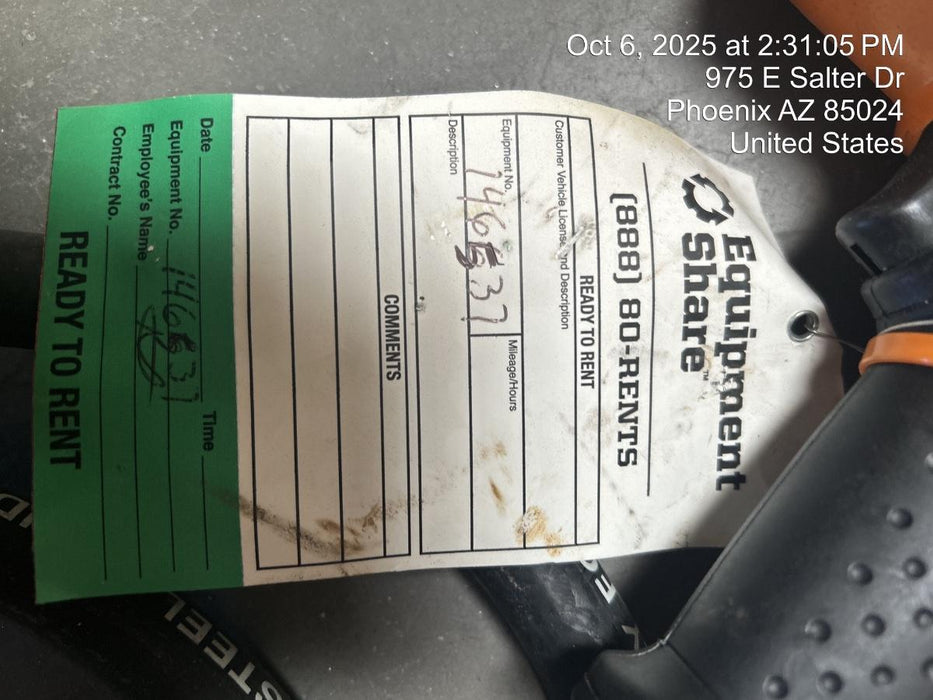 Oct 6, 2025 at 2:31:05 PM
975 E Salter Dr
Phoenix AZ 85024
United States
Equipment
Share™
(888) 80-RENTS
READY TO RENT
Customer Vehicle License and Description
Equipment No.
Mileage/Hours
Description
COMMENTS
Date
Time
Equipment No.
Employee's Name
Contract No.
READY TO RENT
STEEL